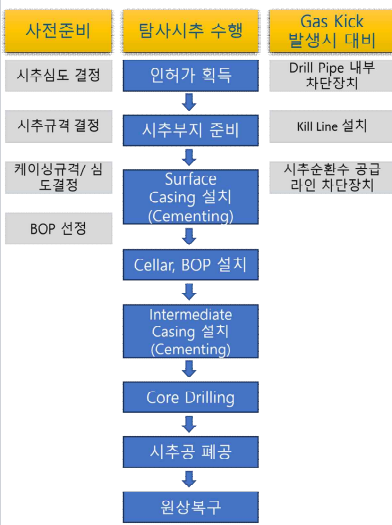 사전준비
시추심도 결정
시추규격 결정
케이싱규격/ 심
도결정
BOP 선정
탐사시추 수행
인허가 획득
시추부지 준비
Surface
Casing 설치
(Cementing)
Cellar, BOP 설치
Intermediate
Casing 설치
(Cementing)
Core Drilling
시추공 폐공
원상복구
Gas Kick
발생시 대비
Drill Pipe 내부
차단장치
Kill Line 설치
시추순환수 공급
라인 치단장치